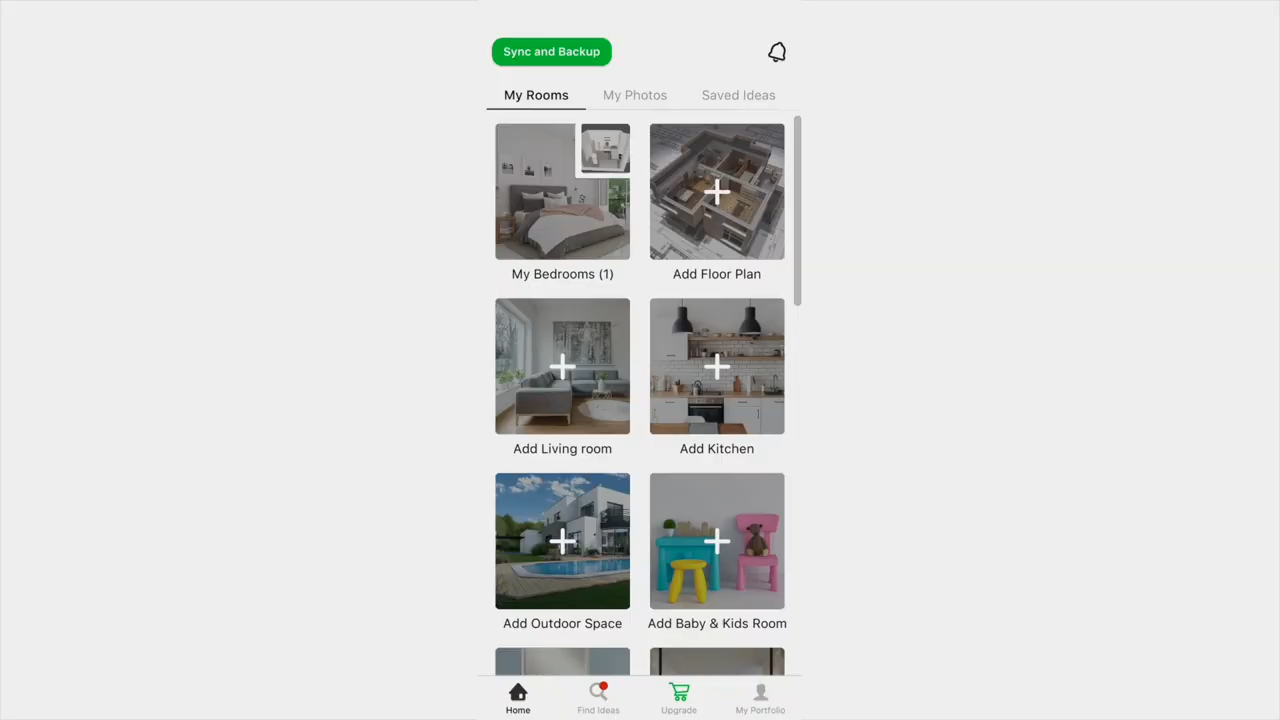 Sync and Backup
My Rooms
My Photos
Saved Ideas
My Bedrooms (1)
Add Floor Plan
Add Living room
Add Kitchen
Add Outdoor Space
Add Baby & Kids Room
Home
Find Ideas
Upgrade
My Portfolio